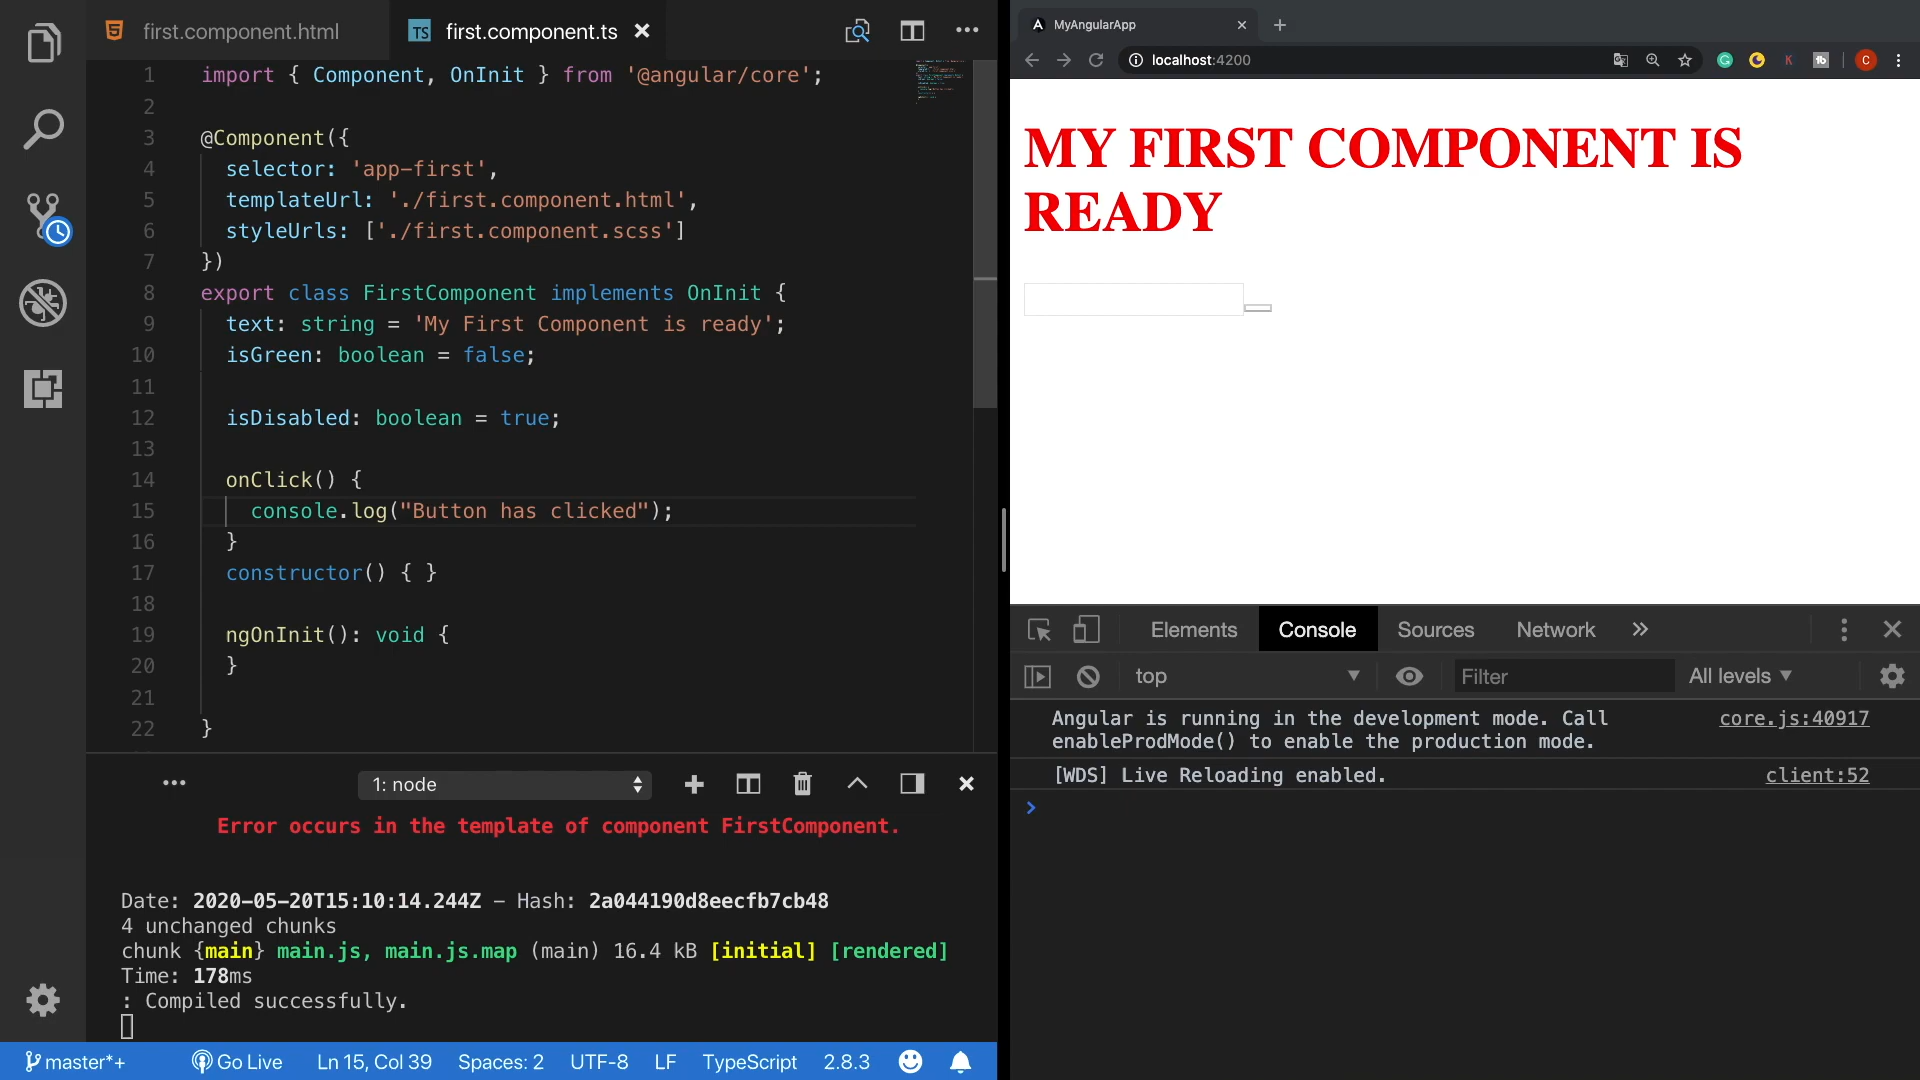 first.component.html
TS first.component.ts
1 import { Component, OnInit } from '@angular/core';
2
3 @Component({
4 selector: 'app-first',
5 templateUrl: './first.component.html',
6 styleUrls: ['./first.component.scss']
7 })
8 export class FirstComponent implements OnInit {
9 text: string = 'My First Component is ready';
10 isGreen: boolean = false;
11
12 isDisabled: boolean = true;
13
14 onClick() {
15 console.log("Button has clicked");
16 }
17 constructor() { }
18
19 ngOnInit(): void {
20 }
21
22 }
1: node
Error occurs in the template of component FirstComponent.
Date: 2020-05-20T15:10:14.244Z - Hash: 2a044190d8eecfb7cb48
4 unchanged chunks
chunk {main} main.js, main.js.map (main) 16.4 kB [initial] [rendered]
Time: 178ms
: Compiled successfully.
master*+ Go Live Ln 15, Col 39 Spaces: 2 UTF-8 LF TypeScript 2.8.3
MyAngularApp
localhost:4200
K
C
MY FIRST COMPONENT IS
READY
Elements Console Sources Network
top Filter All levels
Angular is running in the development mode. Call core.js:40917
enableProdMode() to enable the production mode.
[WDS] Live Reloading enabled. client:52